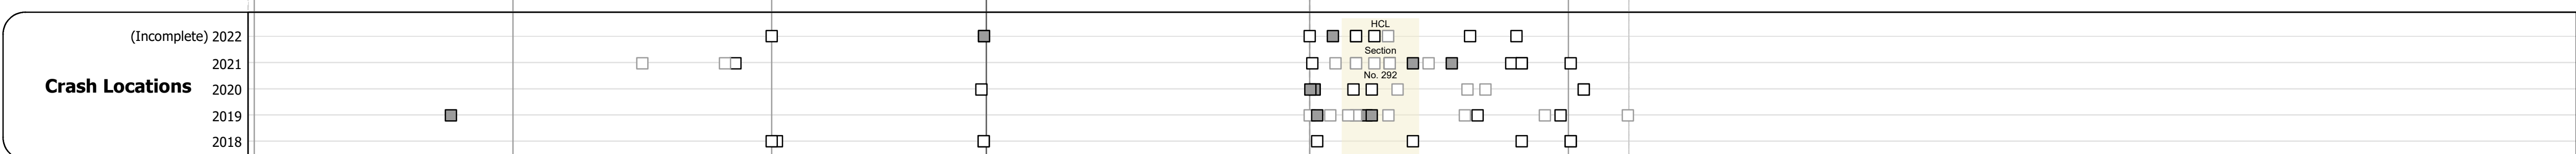 HCL
(Incomplete) 2022
Section
2021
No. 292
Crash Locations
2020
2019
2018